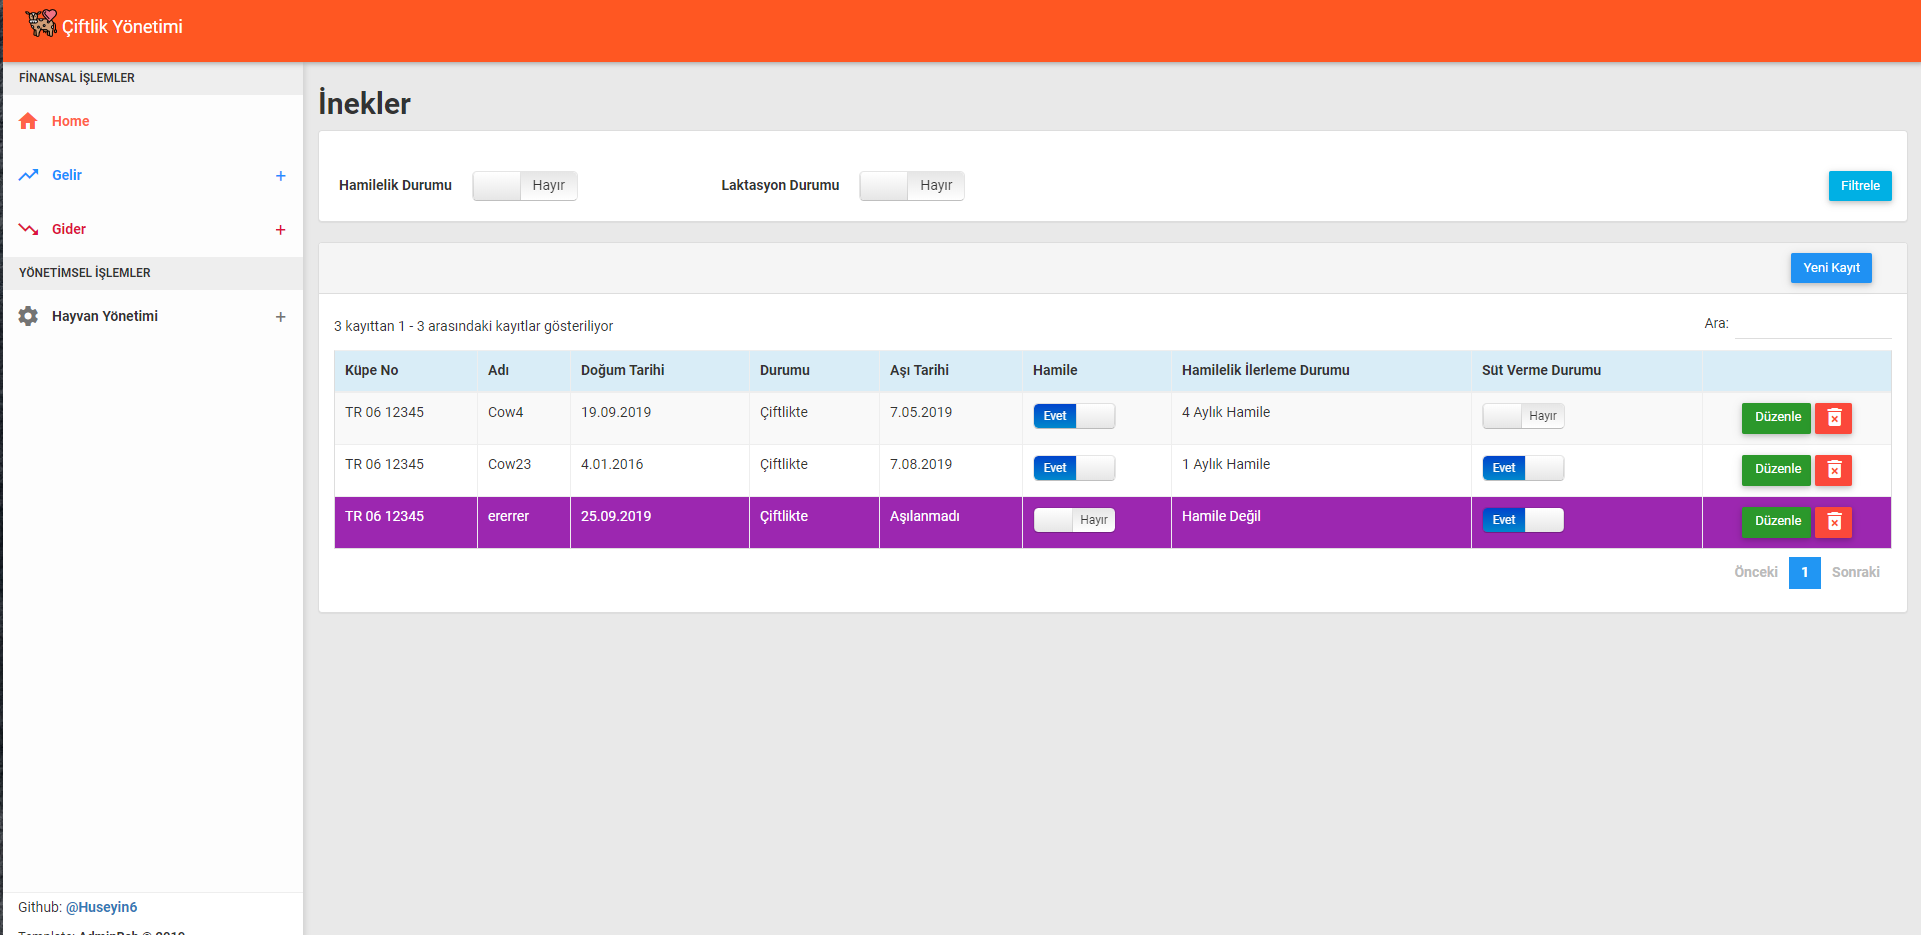 Çiftlik Yönetimi
FİNANSAL İŞLEMLER
Home
Gelir +
Gider +
YÖNETİMSEL İŞLEMLER
Hayvan Yönetimi +
Github: @Huseyin6
İnekler
Hamilelik Durumu Hayır Laktasyon Durumu Hayır Filtrele
Yeni Kayıt
3 kayıttan 1 - 3 arasındaki kayıtlar gösteriliyor Ara:
Küpe No Adı Doğum Tarihi Durumu Aşı Tarihi Hamile Hamilelik İlerleme Durumu Süt Verme Durumu
TR 06 12345 Cow4 19.09.2019 Çiftlikte 7.05.2019 Evet 4 Aylık Hamile Hayır Düzenle
TR 06 12345 Cow23 4.01.2016 Çiftlikte 7.08.2019 Evet 1 Aylık Hamile Evet Düzenle
TR 06 12345 ererrer 25.09.2019 Çiftlikte Aşılanmadı Hayır Hamile Değil Evet Düzenle
Önceki 1 Sonraki